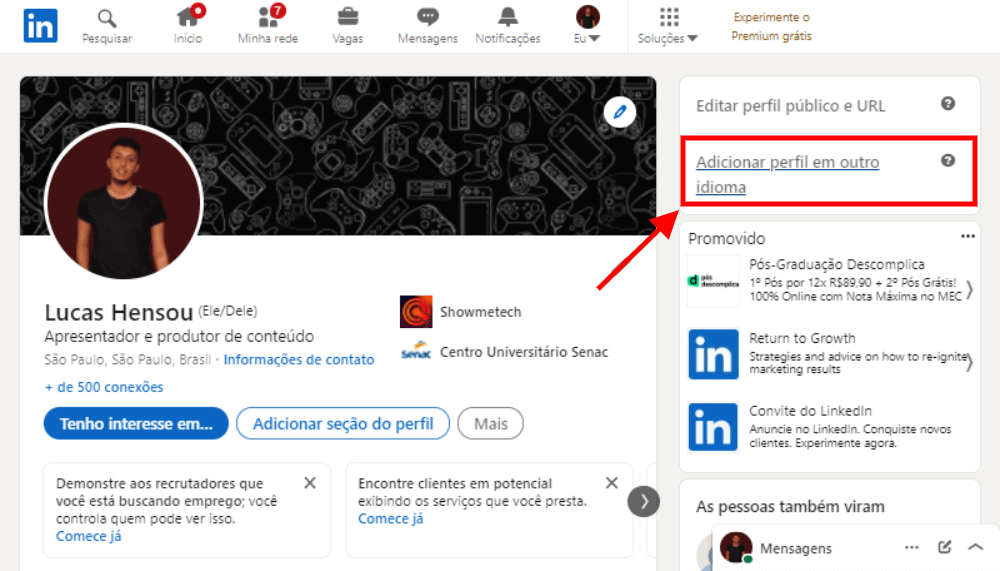 in
Pesquisar
Início
7
Minha rede
Vagas
Mensagens
Notificações
Eu
Soluções
Experimente o
Premium grátis
Editar perfil público e URL
?
Adicionar perfil em outro
idioma
?
Lucas Hensou (Ele/Dele)
Apresentador e produtor de conteúdo
São Paulo, São Paulo, Brasil · Informações de contato
+ de 500 conexões
Showmetech
senac
Centro Universitário Senac
Tenho interesse em...
Adicionar seção do perfil
Mais
Demonstre aos recrutadores que
você está buscando emprego; você
controla quem pode ver isso.
Comece já
Encontre clientes em potencial
exibindo os serviços que você presta.
Comece já
Promovido
pós
descomplica
Pós-Graduação Descomplica
1º Pós por 12x R$89,90 + 2º Pós Grátis!
100% Online com Nota Máxima no MEC
in
Return to Growth
Strategies and advice on how to re-ignite
marketing results
in
Convite do LinkedIn
Anuncie no LinkedIn. Conquiste novos
clientes. Experimente agora.
As pessoas também viram
Mensagens